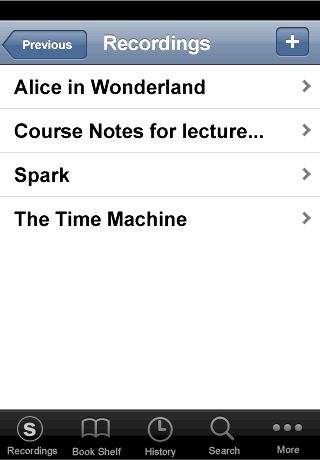 Previous
Recordings
+
Alice in Wonderland
Course Notes for lecture...
Spark
The Time Machine
S
Recordings
Book Shelf
History
Search
More